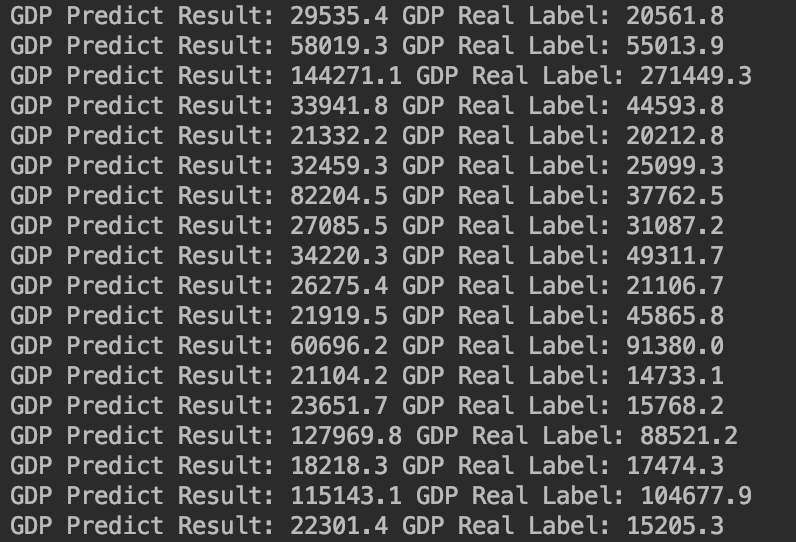 GDP Predict Result: 29535.4 GDP Real Label: 20561.8
GDP Predict Result: 58019.3 GDP Real Label: 55013.9
GDP Predict Result: 144271.1 GDP Real Label: 271449.3
GDP Predict Result: 33941.8 GDP Real Label: 44593.8
GDP Predict Result: 21332.2 GDP Real Label: 20212.8
GDP Predict Result: 32459.3 GDP Real Label: 25099.3
GDP Predict Result: 82204.5 GDP Real Label: 37762.5
GDP Predict Result: 27085.5 GDP Real Label: 31087.2
GDP Predict Result: 34220.3 GDP Real Label: 49311.7
GDP Predict Result: 26275.4 GDP Real Label: 21106.7
GDP Predict Result: 21919.5 GDP Real Label: 45865.8
GDP Predict Result: 60696.2 GDP Real Label: 91380.0
GDP Predict Result: 21104.2 GDP Real Label: 14733.1
GDP Predict Result: 23651.7 GDP Real Label: 15768.2
GDP Predict Result: 127969.8 GDP Real Label: 88521.2
GDP Predict Result: 18218.3 GDP Real Label: 17474.3
GDP Predict Result: 115143.1 GDP Real Label: 104677.9
GDP Predict Result: 22301.4 GDP Real Label: 15205.3